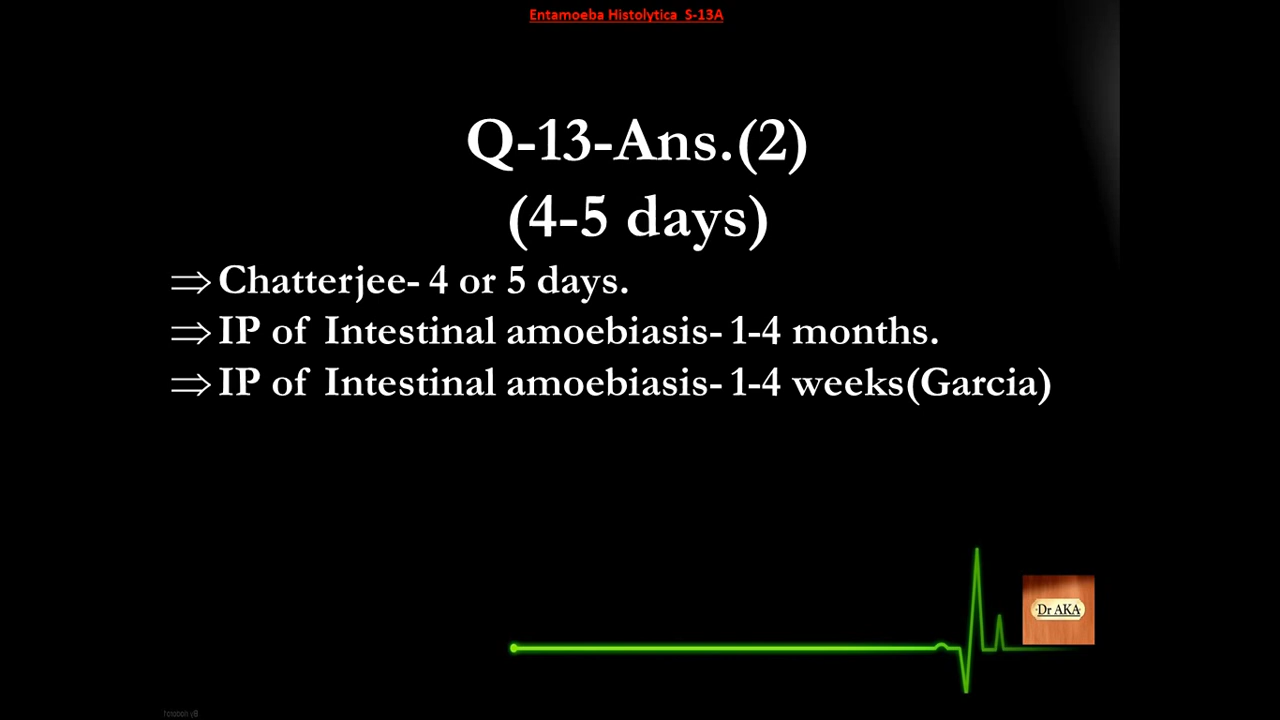 Entamoeba Histolytica S-13A
Q-13-Ans.(2)
(4-5 days)
⇒Chatterjee- 4 or 5 days.
⇒IP of Intestinal amoebiasis- 1-4 months.
⇒IP of Intestinal amoebiasis- 1-4 weeks(Garcia)
Dr AKA